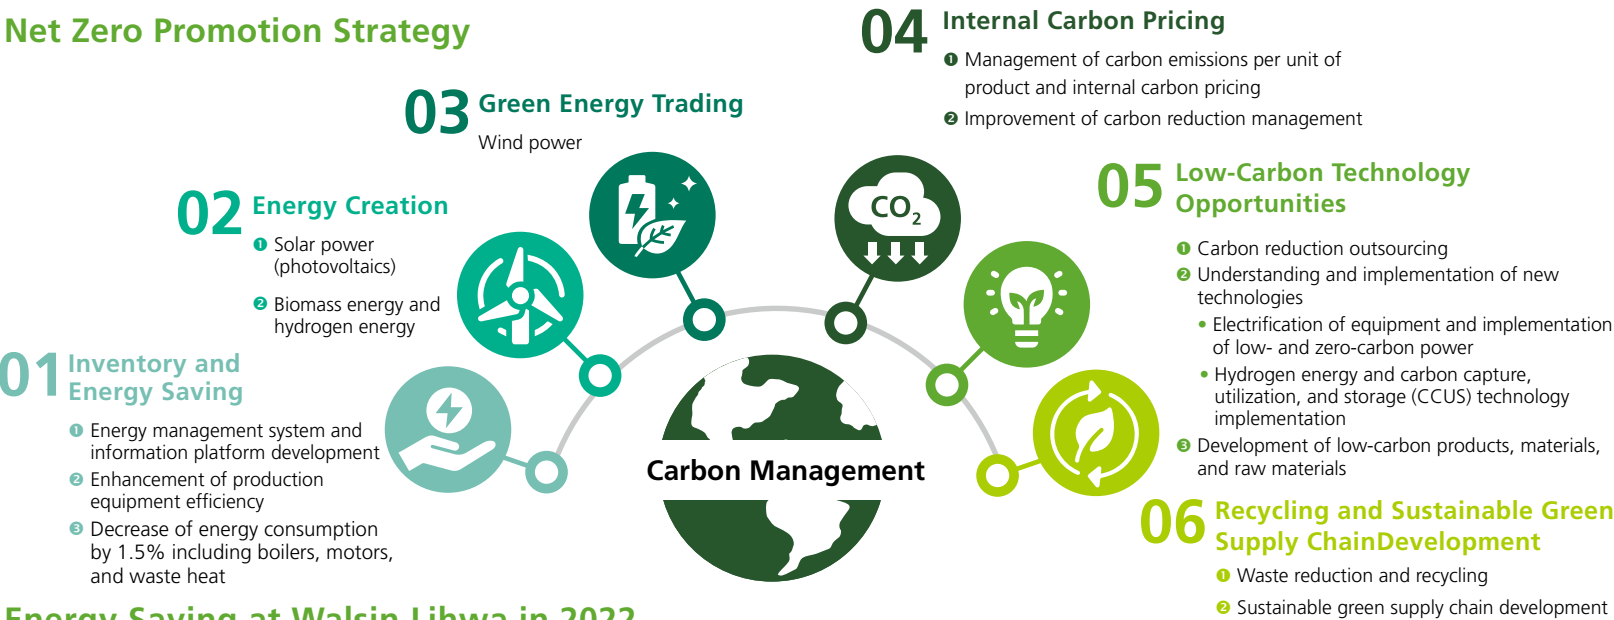 Net Zero Promotion Strategy
01
Inventory and
Energy Saving
❶ Energy management system and
information platform development
❷ Enhancement of production
equipment efficiency
❸ Decrease of energy consumption
by 1.5% including boilers, motors,
and waste heat
02
Energy Creation
❶ Solar power
(photovoltaics)
❷ Biomass energy and
hydrogen energy
03
Green Energy Trading
Wind power
04
Internal Carbon Pricing
❶ Management of carbon emissions per unit of
product and internal carbon pricing
❷ Improvement of carbon reduction management
CO₂
05
Low-Carbon Technology
Opportunities
❶ Carbon reduction outsourcing
❷ Understanding and implementation of new
technologies
• Electrification of equipment and implementation
of low- and zero-carbon power
• Hydrogen energy and carbon capture,
utilization, and storage (CCUS) technology
implementation
❸ Development of low-carbon products, materials,
and raw materials
06
Recycling and Sustainable Green
Supply ChainDevelopment
❶ Waste reduction and recycling
❷ Sustainable green supply chain development
Carbon Management
Energy Saving at Walsin Lihwa in 2022